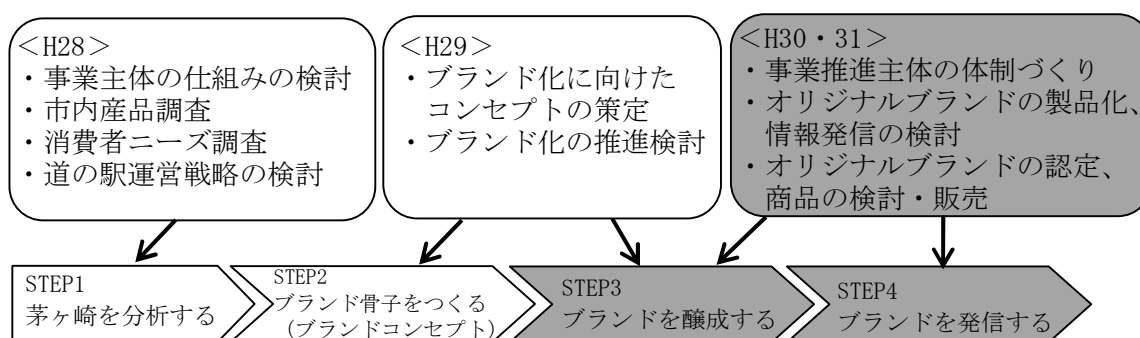 <H28>
・事業主体の仕組みの検討
・市内産品調査
・消費者ニーズ調査
・道の駅運営戦略の検討
<H29>
・ブランド化に向けた
コンセプトの策定
・ブランド化の推進検討
<H30・31>
・事業推進主体の体制づくり
・オリジナルブランドの製品化、
情報発信の検討
・オリジナルブランドの認定、
商品の検討・販売
STEP1
茅ヶ崎を分析する
STEP2
ブランド骨子をつくる
（ブランドコンセプト）
STEP3
ブランドを醸成する
STEP4
ブランドを発信する